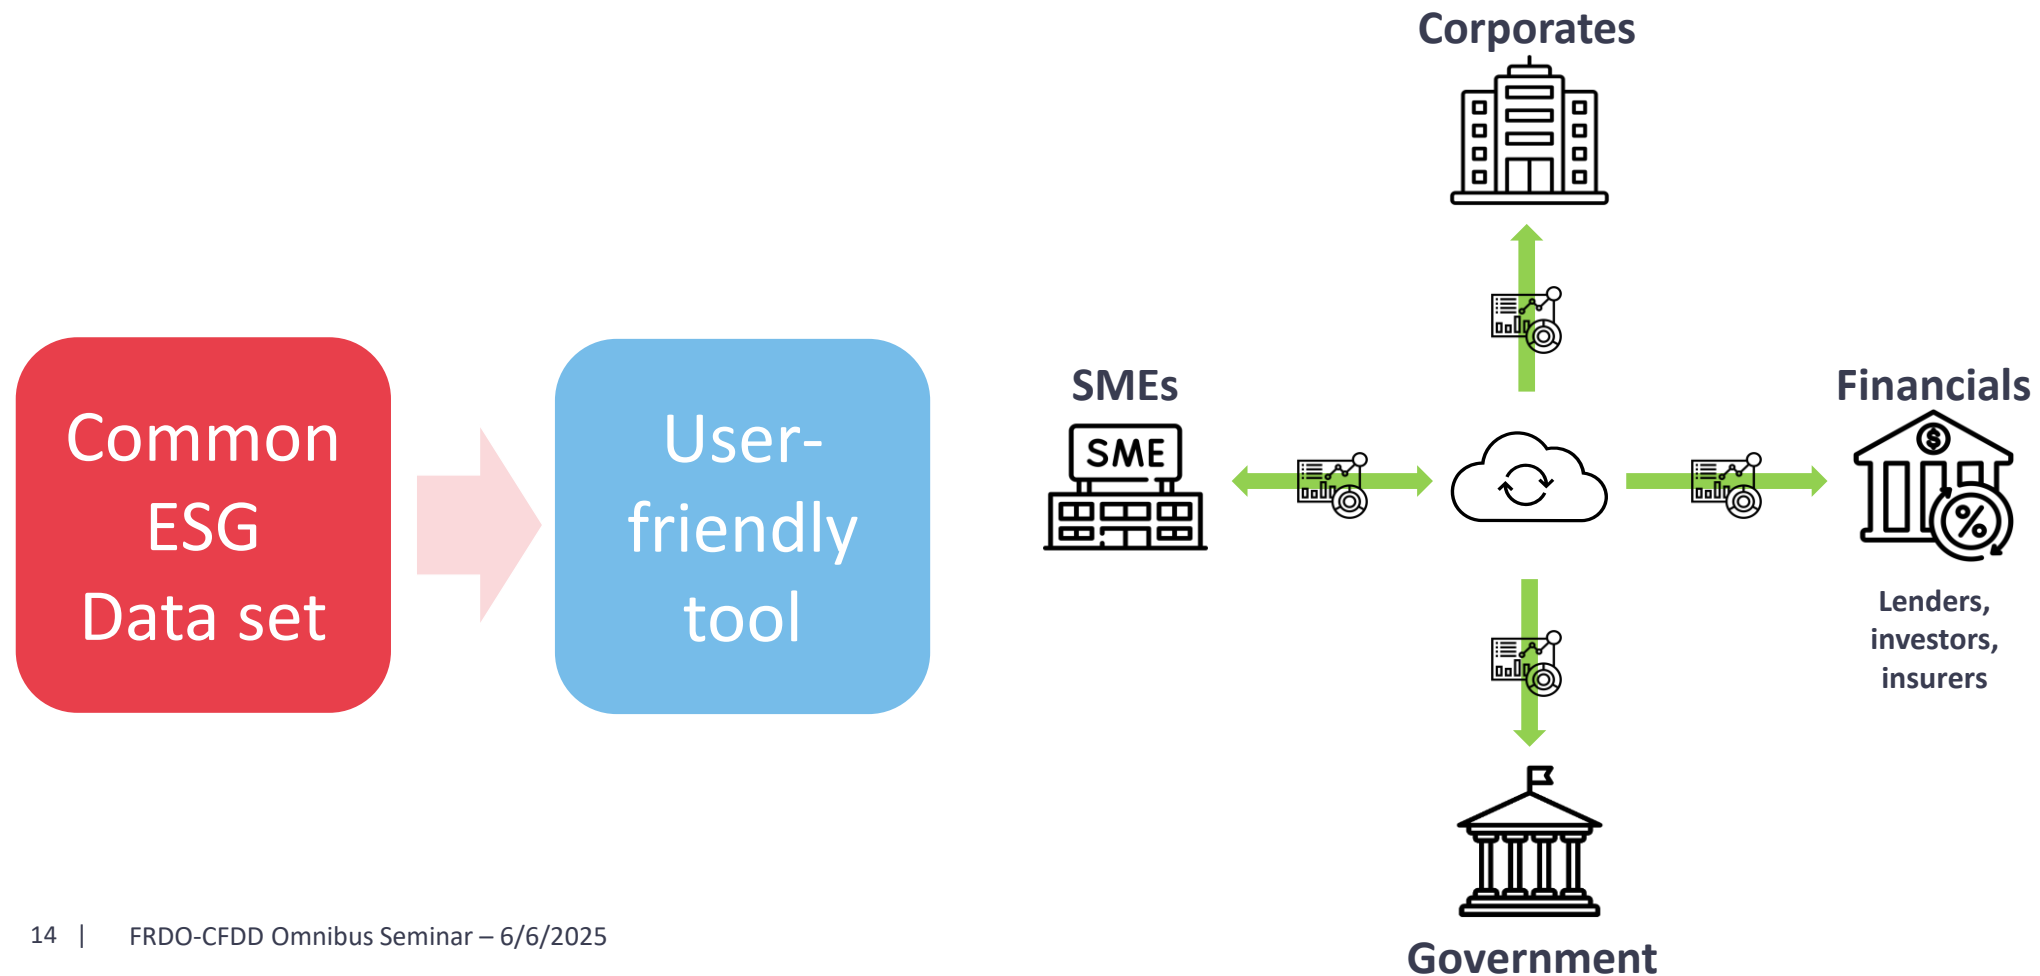 Common
ESG
Data set
User-
friendly
tool
Corporates
SMEs
SME
Financials
$
%
Lenders,
investors,
insurers
Government
14 | FRDO-CFDD Omnibus Seminar – 6/6/2025